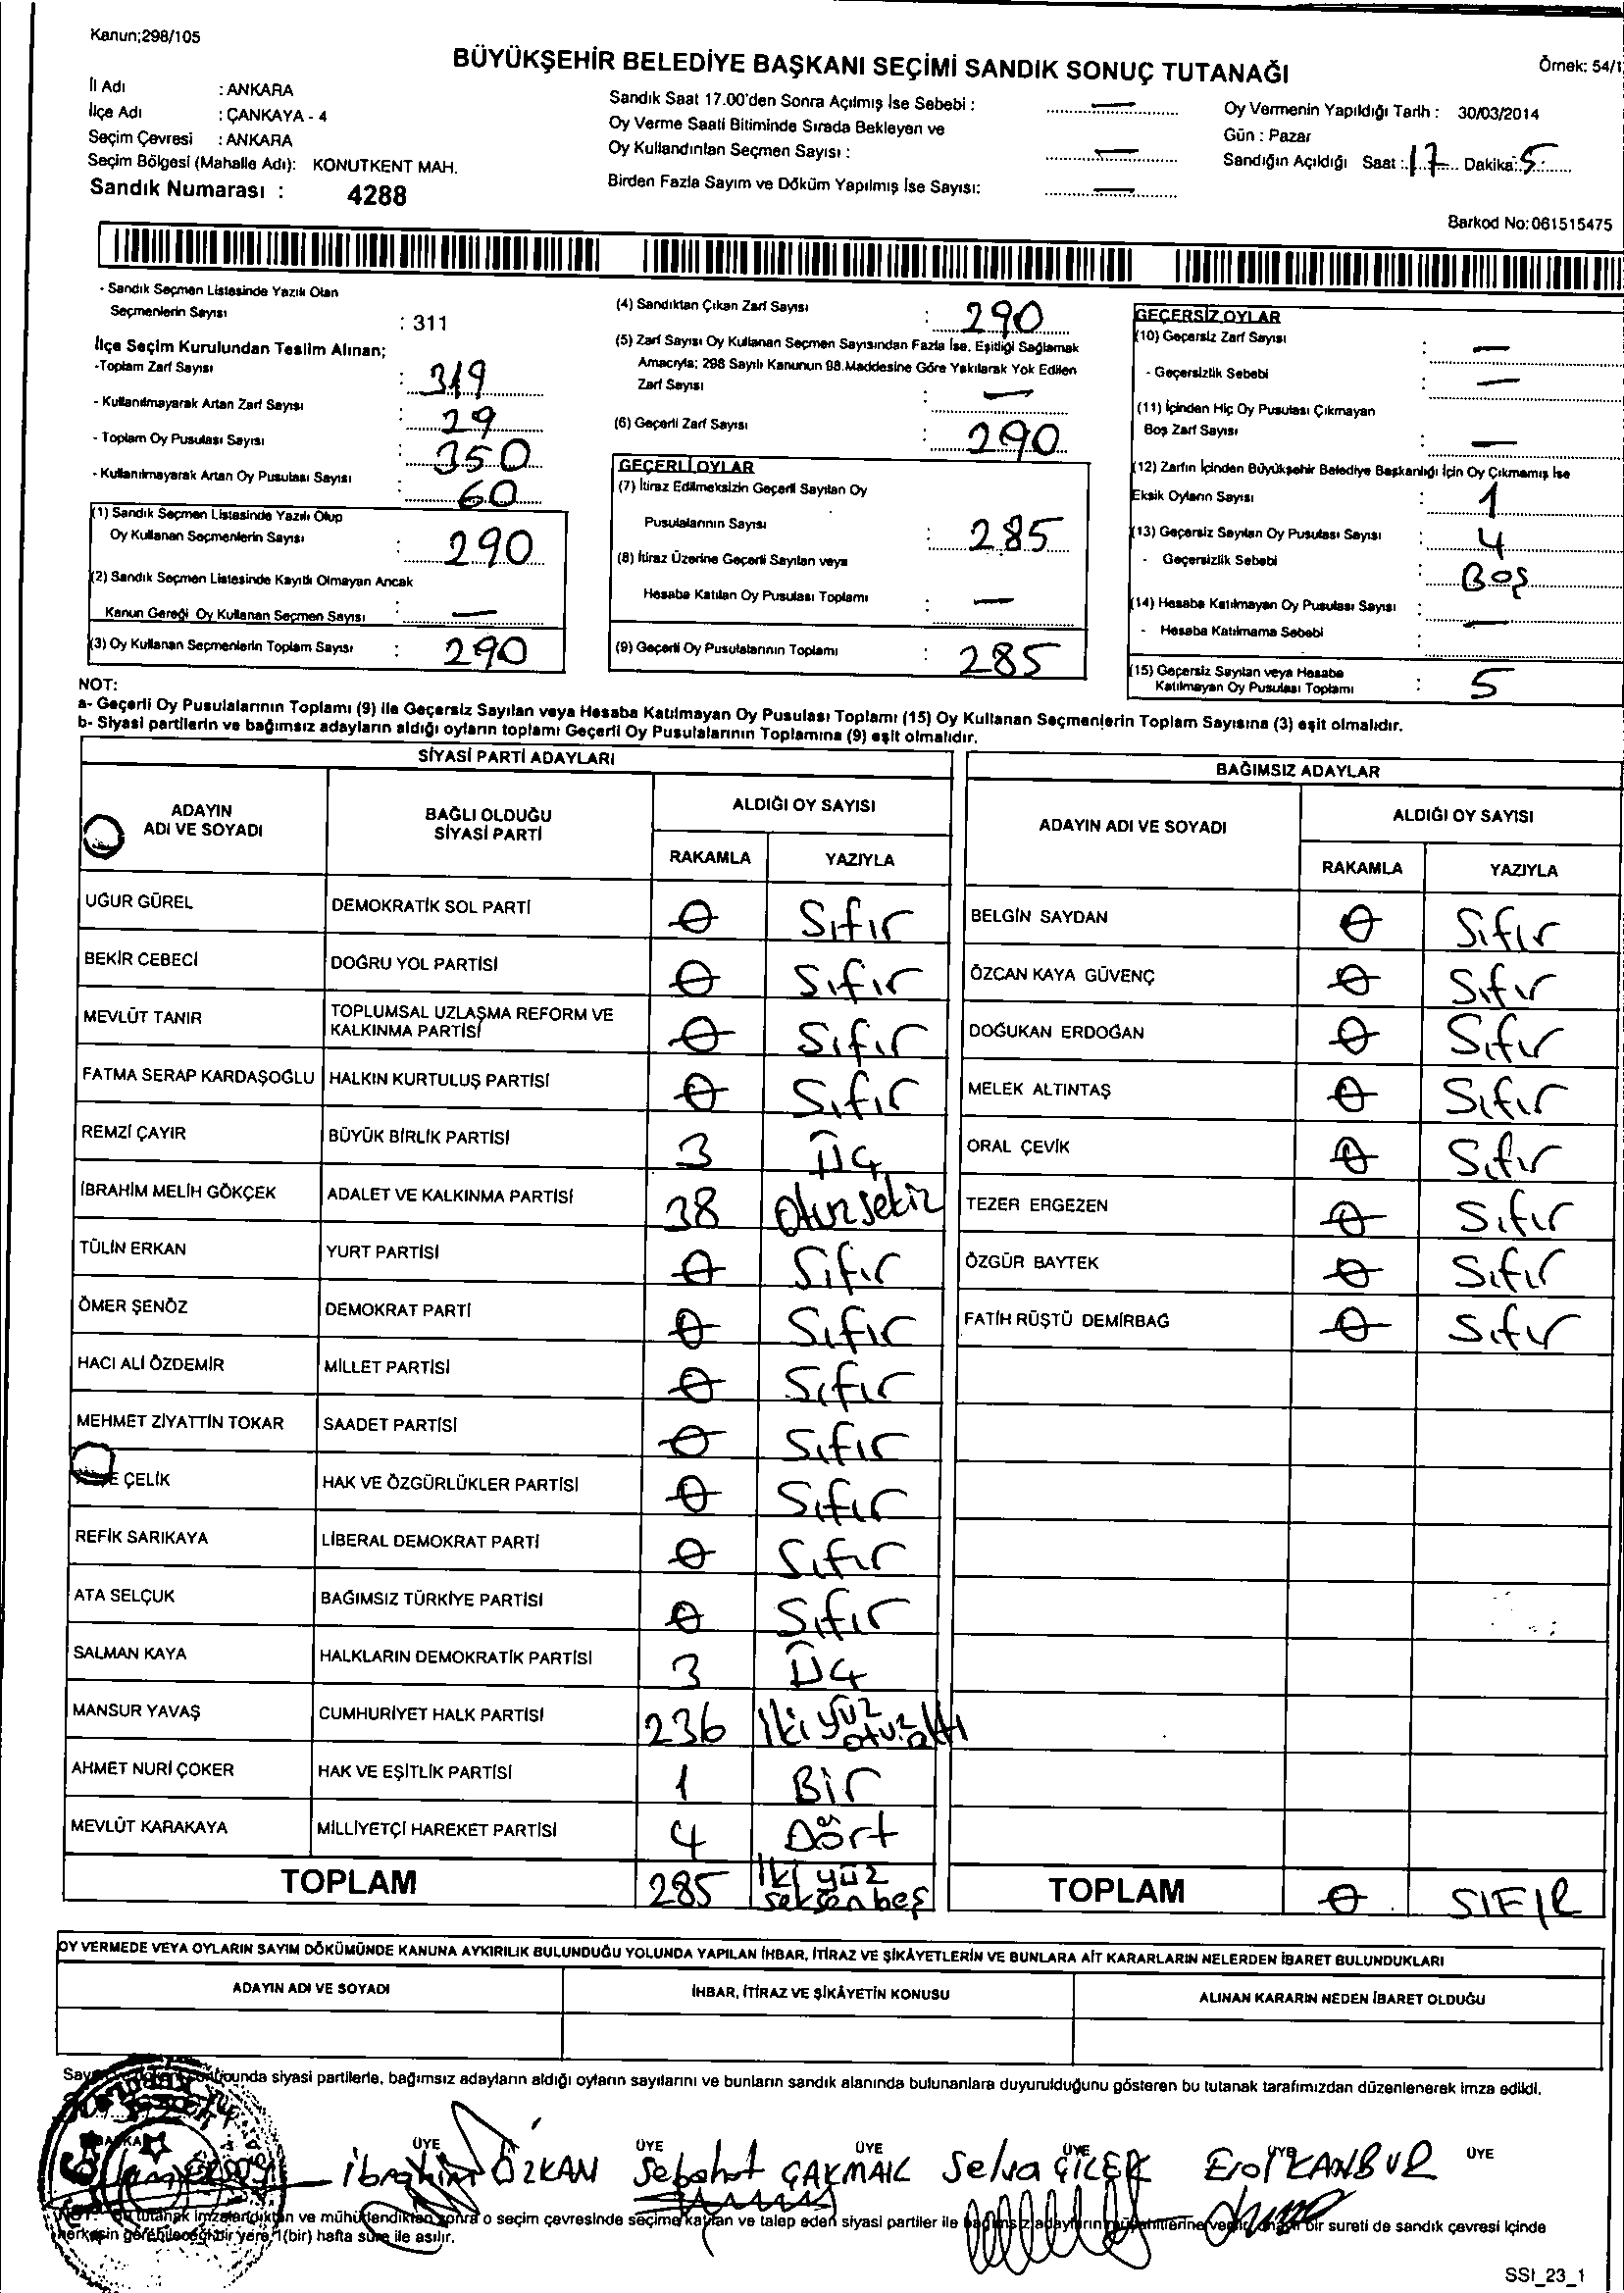 Kanun;298/105
BÜYÜKŞEHİR BELEDİYE BAŞKANI SEÇİMİ SANDIK SONUÇ TUTANAĞI
Örnek: 54/1
İl Adı : ANKARA
İlçe Adı : ÇANKAYA - 4
Seçim Çevresi : ANKARA
Seçim Bölgesi (Mahalle Adı): KONUTKENT MAH.
Sandık Numarası : 4288
Sandık Saat 17.00'den Sonra Açılmış İse Sebebi : —
Oy Verme Saati Bitiminde Sırada Bekleyen ve
Oy Kullandırılan Seçmen Sayısı : —
Birden Fazla Sayım ve Döküm Yapılmış İse Sayısı: —
Oy Vermenin Yapıldığı Tarih : 30/03/2014
Gün : Pazar
Sandığın Açıldığı Saat : 17 Dakika: 5
Barkod No:061515475
- Sandık Seçmen Listesinde Yazılı Olan
Seçmenlerin Sayısı : 311
İlçe Seçim Kurulundan Teslim Alınan;
-Toplam Zarf Sayısı : 319
- Kullanılmayarak Artan Zarf Sayısı : 29
- Toplam Oy Pusulası Sayısı : 350
- Kullanılmayarak Artan Oy Pusulası Sayısı : 60
(1) Sandık Seçmen Listesinde Yazılı Olup
Oy Kullanan Seçmenlerin Sayısı : 290
(2) Sandık Seçmen Listesinde Kayıtlı Olmayan Ancak
Kanun Gereği Oy Kullanan Seçmen Sayısı : —
(3) Oy Kullanan Seçmenlerin Toplam Sayısı : 290
(4) Sandıktan Çıkan Zarf Sayısı : 290
(5) Zarf Sayısı Oy Kullanan Seçmen Sayısından Fazla İse, Eşitliği Sağlamak
Amacıyla; 298 Sayılı Kanunun 98.Maddesine Göre Yakılarak Yok Edilen
Zarf Sayısı : —
(6) Geçerli Zarf Sayısı : 290
GEÇERLİ OYLAR
(7) İtiraz Edilmeksizin Geçerli Sayılan Oy
Pusulalarının Sayısı : 285
(8) İtiraz Üzerine Geçerli Sayılan veya
Hesaba Katılan Oy Pusulası Toplamı : —
(9) Geçerli Oy Pusulalarının Toplamı : 285
GEÇERSİZ OYLAR
(10) Geçersiz Zarf Sayısı : —
- Geçersizlik Sebebi : —
(11) İçinden Hiç Oy Pusulası Çıkmayan
Boş Zarf Sayısı : —
(12) Zarfın İçinden Büyükşehir Belediye Başkanlığı İçin Oy Çıkmamış İse
Eksik Oyların Sayısı : 1
(13) Geçersiz Sayılan Oy Pusulası Sayısı : 4
- Geçersizlik Sebebi : Boş
(14) Hesaba Katılmayan Oy Pusulası Sayısı : —
- Hesaba Katılmama Sebebi :
(15) Geçersiz Sayılan veya Hesaba
Katılmayan Oy Pusulası Toplamı : 5
NOT:
a- Geçerli Oy Pusulalarının Toplamı (9) ile Geçersiz Sayılan veya Hesaba Katılmayan Oy Pusulası Toplamı (15) Oy Kullanan Seçmenlerin Toplam Sayısına (3) eşit olmalıdır.
b- Siyasi partilerin ve bağımsız adayların aldığı oyların toplamı Geçerli Oy Pusulalarının Toplamına (9) eşit olmalıdır.
SİYASİ PARTİ ADAYLARI
ADAYIN ADI VE SOYADI BAĞLI OLDUĞU SİYASİ PARTİ ALDIĞI OY SAYISI
RAKAMLA YAZIYLA
UĞUR GÜREL DEMOKRATİK SOL PARTİ 0 Sıfır
BEKİR CEBECİ DOĞRU YOL PARTİSİ 0 Sıfır
MEVLÜT TANIR TOPLUMSAL UZLAŞMA REFORM VE KALKINMA PARTİSİ 0 Sıfır
FATMA SERAP KARDAŞOĞLU HALKIN KURTULUŞ PARTİSİ 0 Sıfır
REMZİ ÇAYIR BÜYÜK BİRLİK PARTİSİ 3 Üç
İBRAHİM MELİH GÖKÇEK ADALET VE KALKINMA PARTİSİ 38 Otuzsekiz
TÜLİN ERKAN YURT PARTİSİ 0 Sıfır
ÖMER ŞENÖZ DEMOKRAT PARTİ 0 Sıfır
HACI ALİ ÖZDEMİR MİLLET PARTİSİ 0 Sıfır
MEHMET ZİYATTİN TOKAR SAADET PARTİSİ 0 Sıfır
ÇELİK HAK VE ÖZGÜRLÜKLER PARTİSİ 0 Sıfır
REFİK SARIKAYA LİBERAL DEMOKRAT PARTİ 0 Sıfır
ATA SELÇUK BAĞIMSIZ TÜRKİYE PARTİSİ 0 Sıfır
SALMAN KAYA HALKLARIN DEMOKRATİK PARTİSİ 3 Üç
MANSUR YAVAŞ CUMHURİYET HALK PARTİSİ 236 İki yüz otuz altı
AHMET NURİ ÇOKER HAK VE EŞİTLİK PARTİSİ 1 Bir
MEVLÜT KARAKAYA MİLLİYETÇİ HAREKET PARTİSİ 4 Dört
TOPLAM 285 İki yüz seksen beş
BAĞIMSIZ ADAYLAR
ADAYIN ADI VE SOYADI ALDIĞI OY SAYISI
RAKAMLA YAZIYLA
BELGİN SAYDAN 0 Sıfır
ÖZCAN KAYA GÜVENÇ 0 Sıfır
DOĞUKAN ERDOĞAN 0 Sıfır
MELEK ALTINTAŞ 0 Sıfır
ORAL ÇEVİK 0 Sıfır
TEZER ERGEZEN 0 Sıfır
ÖZGÜR BAYTEK 0 Sıfır
FATİH RÜŞTÜ DEMİRBAĞ 0 Sıfır
TOPLAM 0 SIFIR
OY VERMEDE VEYA OYLARIN SAYIM DÖKÜMÜNDE KANUNA AYKIRILIK BULUNDUĞU YOLUNDA YAPILAN İHBAR, İTİRAZ VE ŞİKÂYETLERİN VE BUNLARA AİT KARARLARIN NELERDEN İBARET BULUNDUKLARI
ADAYIN ADI VE SOYADI İHBAR, İTİRAZ VE ŞİKÂYETİN KONUSU ALINAN KARARIN NEDEN İBARET OLDUĞU
siyasi partilerle, bağımsız adayların aldığı oyların sayılarını ve bunların sandık alanında bulunanlara duyurulduğunu gösteren bu tutanak tarafımızdan düzenlenerek imza edildi.
ÜYE ÜYE ÜYE ÜYE ÜYE ÜYE
İbrahim ÖZKAN Sebahat ÇAKMAK Selva ÇİÇEK Erol KANBUR
Bu tutanak imzalandıktan ve mühürlendikten sonra o seçim çevresinde seçime katılan ve talep eden siyasi partiler ile bağımsız adayların müşahitlerine verilir, bir sureti de sandık çevresi içinde
herkesin görebileceği bir yere 1(bir) hafta süre ile asılır.
SSI_23_1